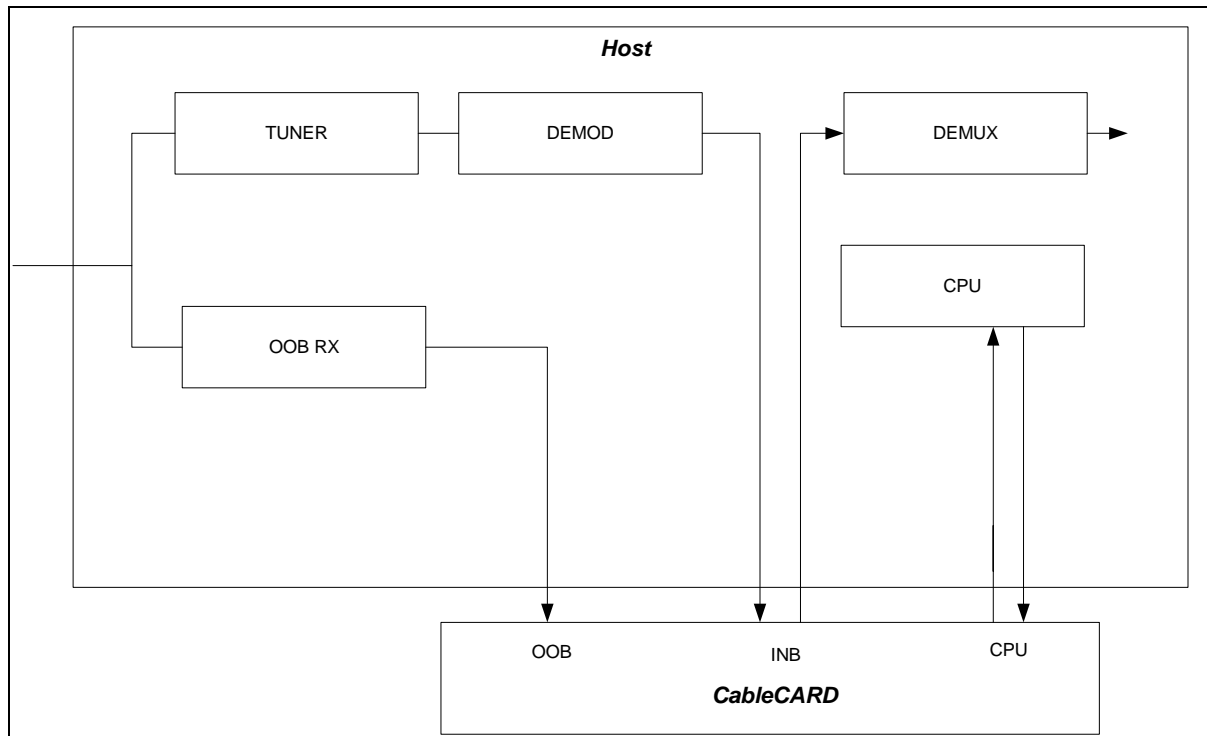 Host
TUNER
DEMOD
DEMUX
CPU
OOB RX
OOB
INB
CPU
CableCARD